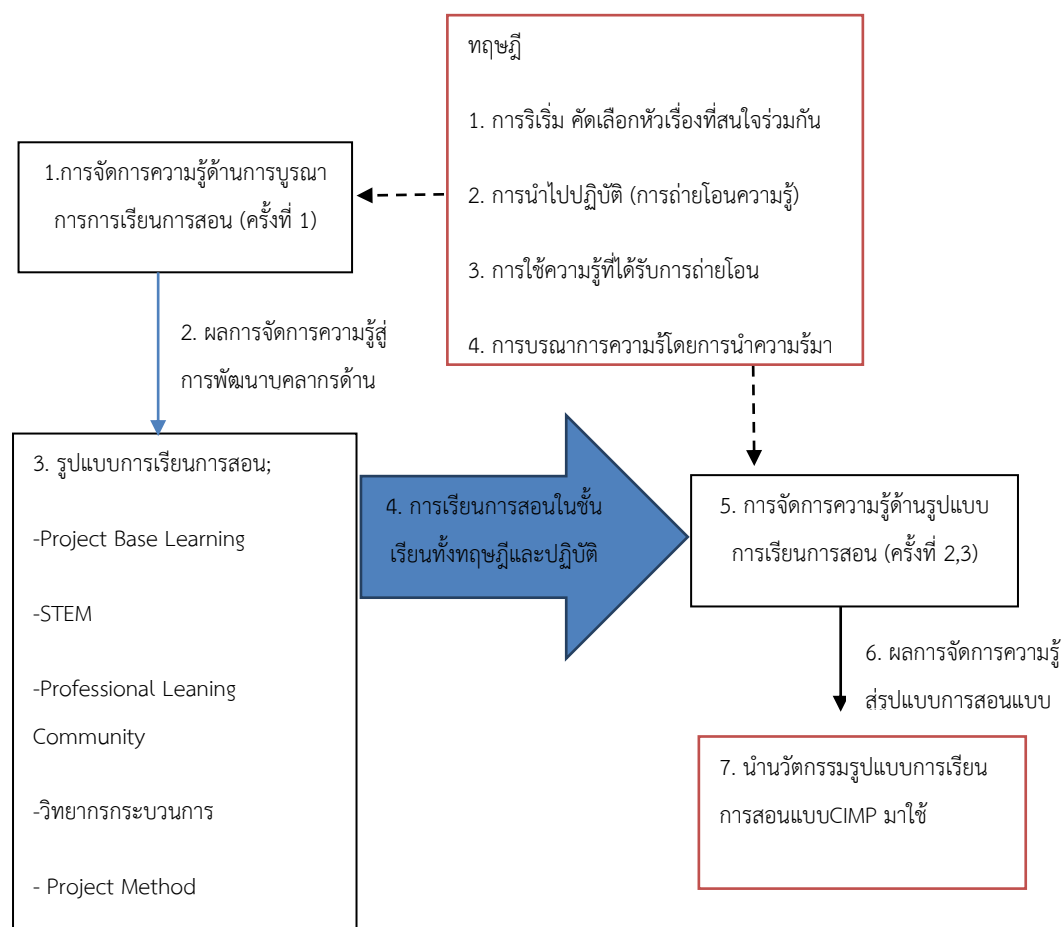 ทฤษฎี
1. การริเริ่ม คัดเลือกหัวเรื่องที่สนใจร่วมกัน
2. การนำไปปฏิบัติ (การถ่ายโอนความรู้)
3. การใช้ความรู้ที่ได้รับการถ่ายโอน
4. การบูรณาการความรู้โดยการนำความรู้มา
1.การจัดการความรู้ด้านการบูรณา
การการเรียนการสอน (ครั้งที่ 1)
2. ผลการจัดการความรู้สู่
การพัฒนาบุคลากรด้าน
3. รูปแบบการเรียนการสอน;
-Project Base Learning
-STEM
-Professional Leaning
Community
-วิทยากรกระบวนการ
- Project Method
4. การเรียนการสอนในชั้น
เรียนทั้งทฤษฎีและปฏิบัติ
5. การจัดการความรู้ด้านรูปแบบ
การเรียนการสอน (ครั้งที่ 2,3)
6. ผลการจัดการความรู้
สู่รูปแบบการสอนแบบ
7. นำนวัตกรรมรูปแบบการเรียน
การสอนแบบCIMP มาใช้